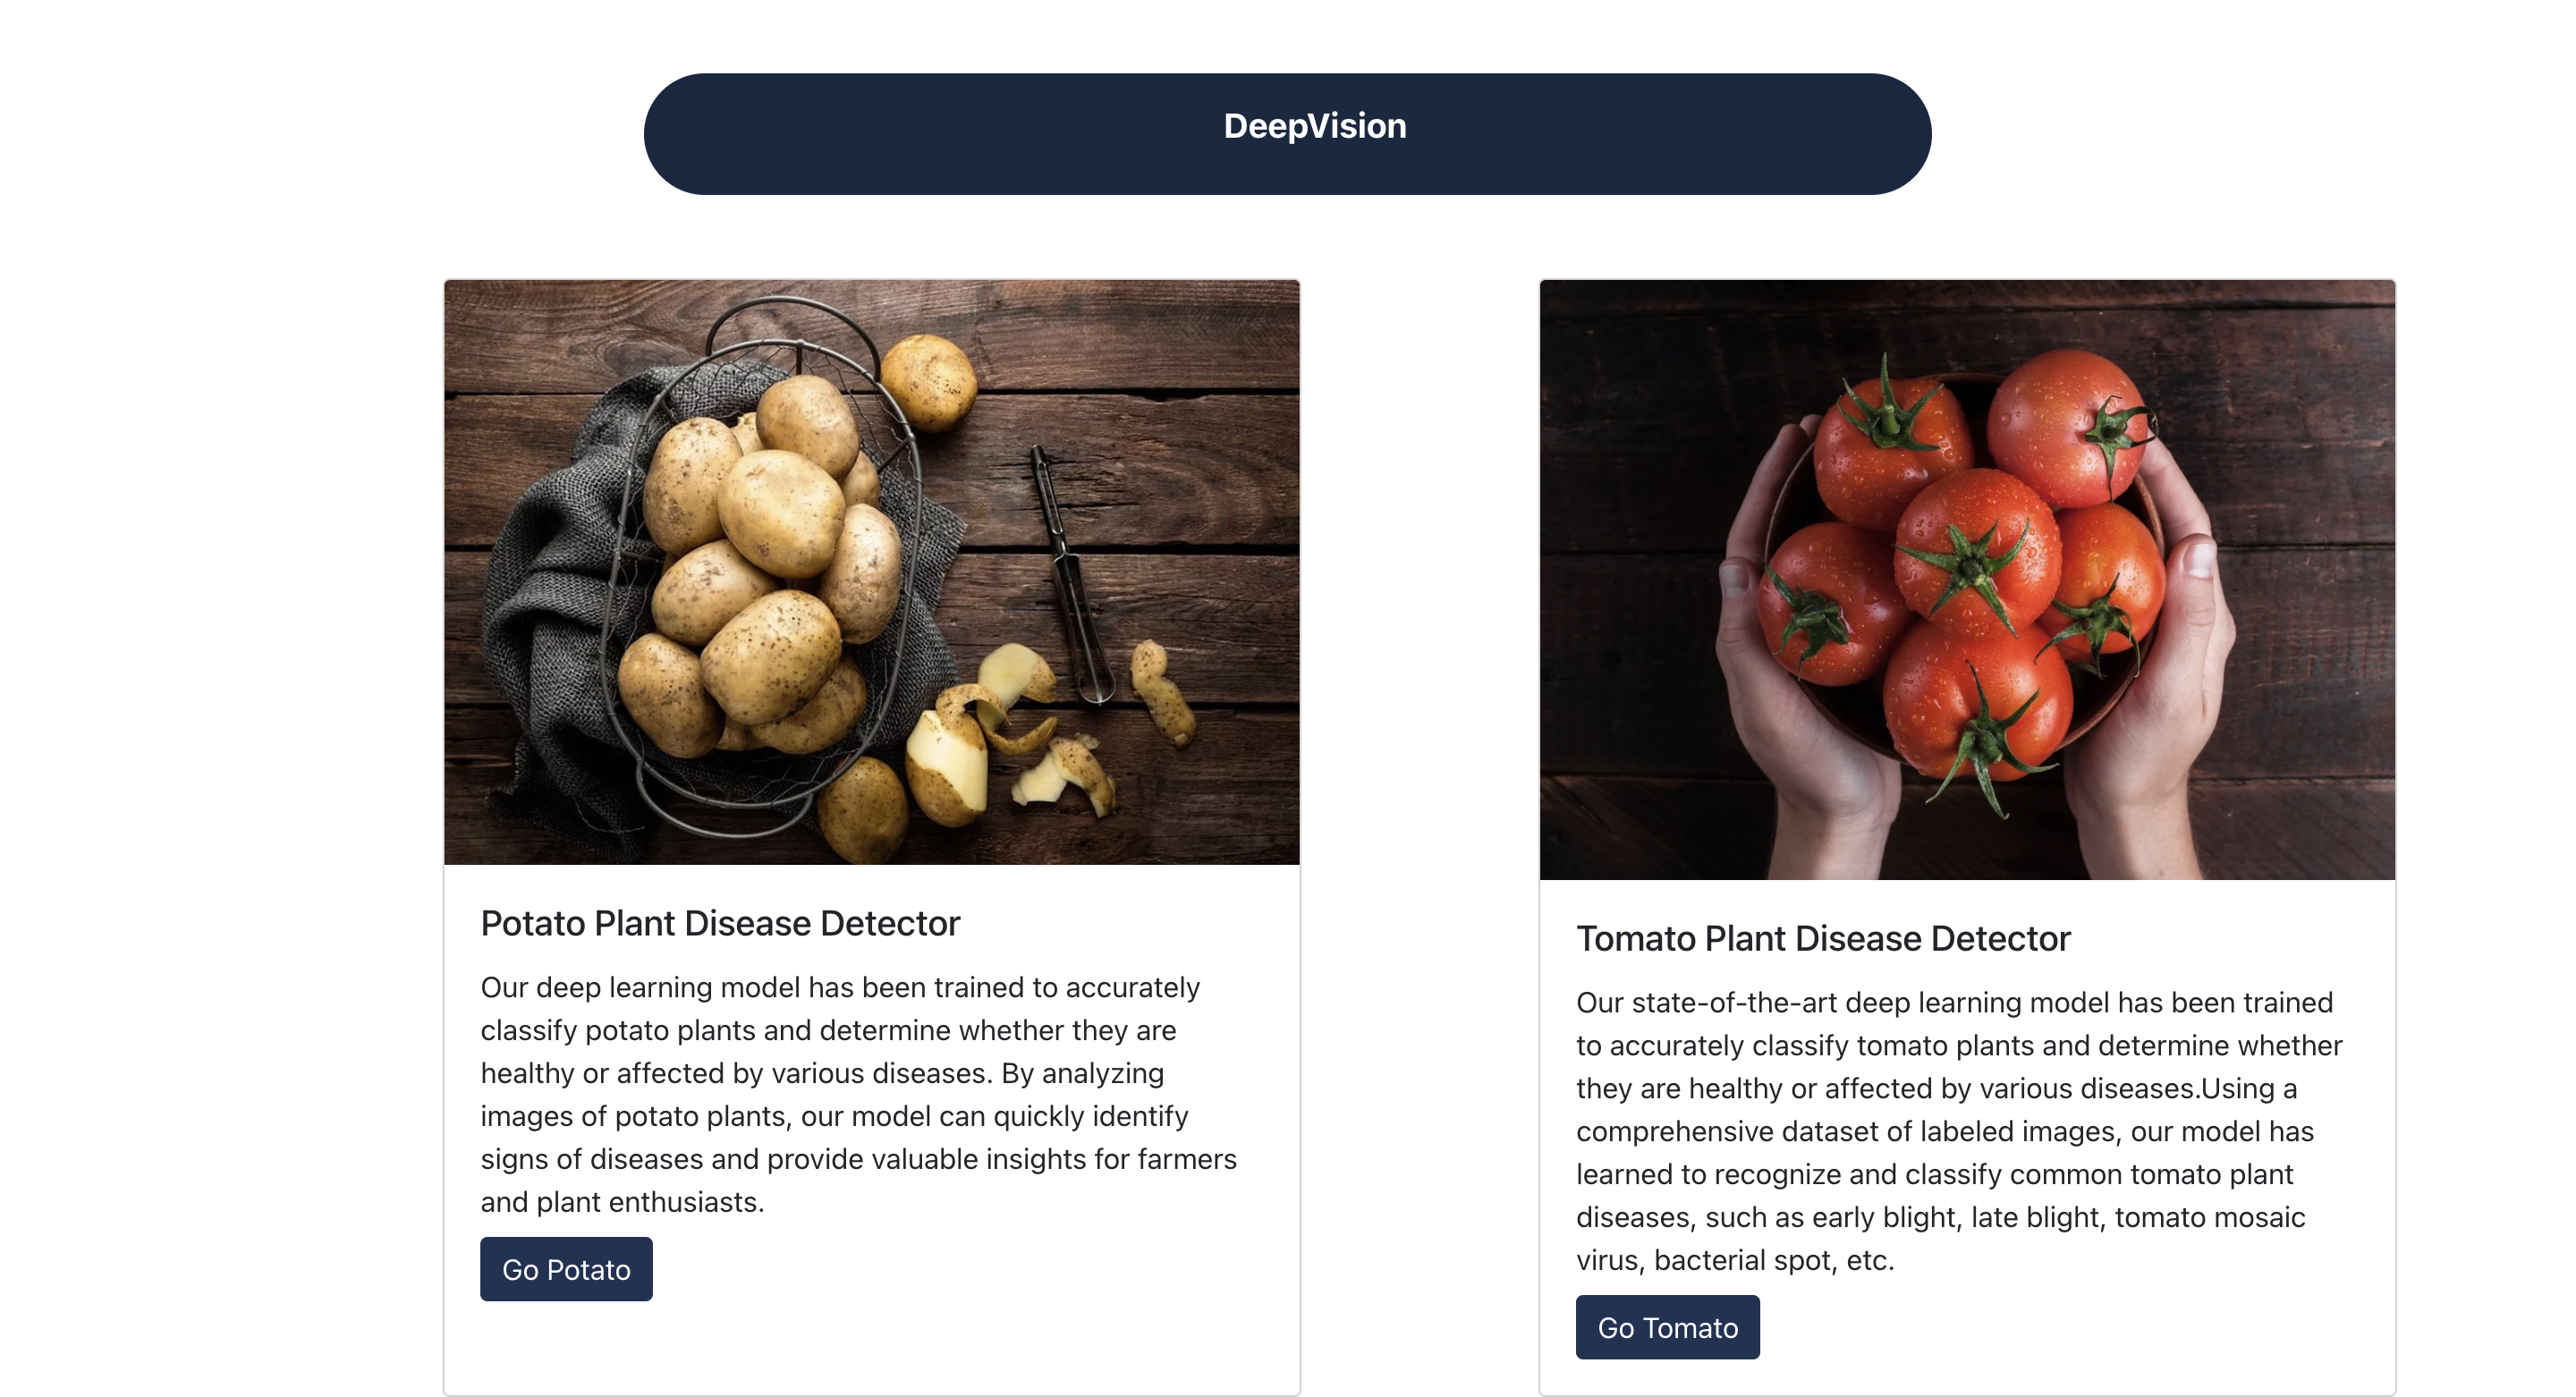 DeepVision
Potato Plant Disease Detector
Our deep learning model has been trained to accurately
classify potato plants and determine whether they are
healthy or affected by various diseases. By analyzing
images of potato plants, our model can quickly identify
signs of diseases and provide valuable insights for farmers
and plant enthusiasts.
Go Potato
Tomato Plant Disease Detector
Our state-of-the-art deep learning model has been trained
to accurately classify tomato plants and determine whether
they are healthy or affected by various diseases.Using a
comprehensive dataset of labeled images, our model has
learned to recognize and classify common tomato plant
diseases, such as early blight, late blight, tomato mosaic
virus, bacterial spot, etc.
Go Tomato